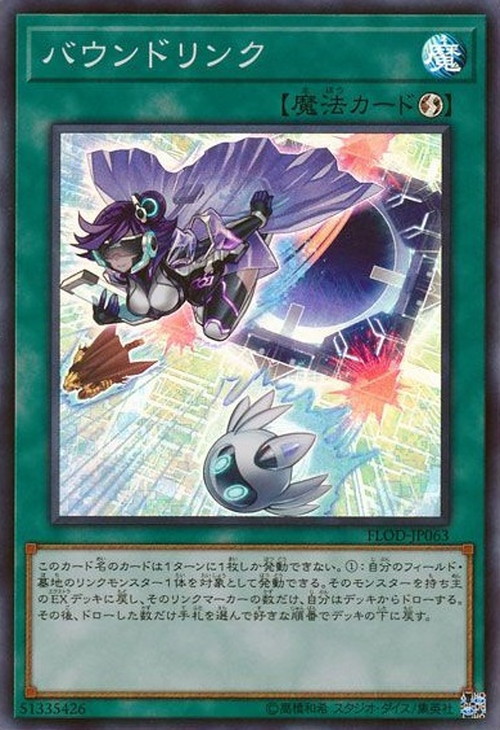 バウンドリンク
魔
【魔法カード】
FLOD-JP063
このカード名のカードは1ターンに1枚しか発動できない。①：自分のフィールド・
墓地のリンクモンスター1体を対象として発動できる。そのモンスターを持ち主
のEXデッキに戻し、そのリンクマーカーの数だけ、自分はデッキからドローする。
その後、ドローした数だけ手札を選んで好きな順番でデッキの下に戻す。
51335426
©高橋和希 スタジオ・ダイス/集英社